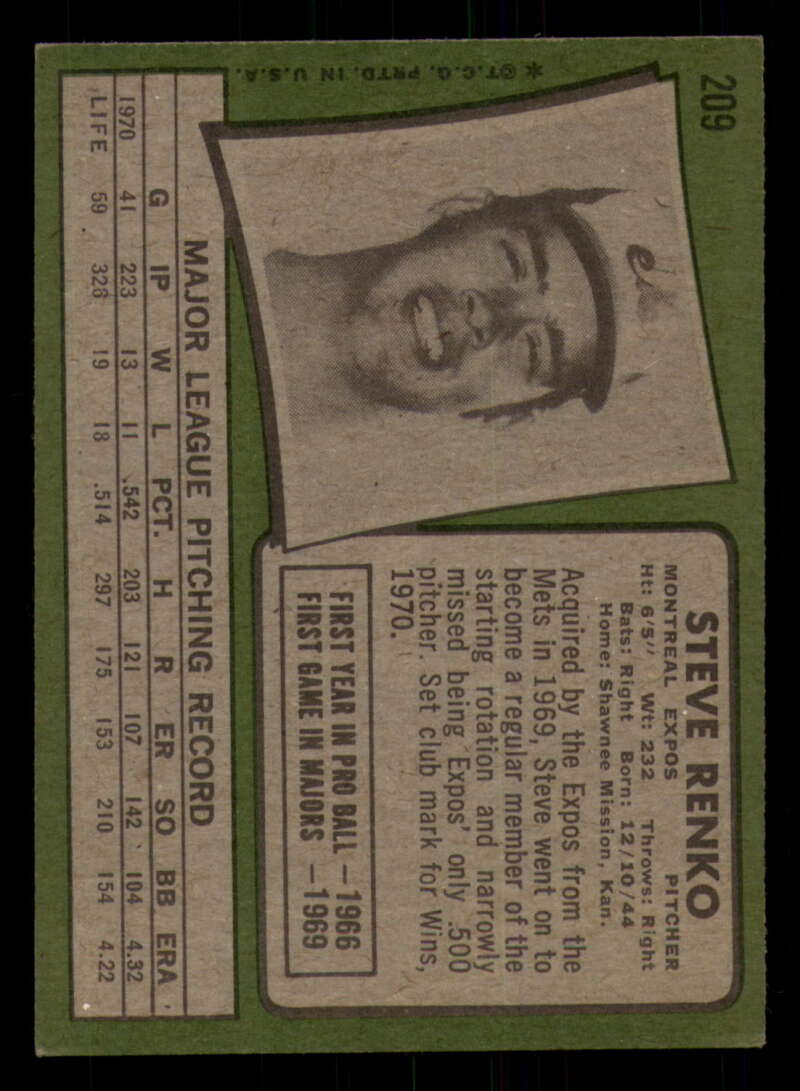 209
STEVE RENKO
MONTREAL EXPOS PITCHER
Ht: 6'5" Wt: 232 Throws: Right
Bats: Right Born: 12/10/44
Home: Shawnee Mission, Kan.
Acquired by the Expos from the
Mets in 1969, Steve went on to
become a regular member of the
starting rotation and narrowly
missed being Expos' only .500
pitcher. Set club mark for Wins,
1970.
FIRST YEAR IN PRO BALL — 1966
FIRST GAME IN MAJORS — 1969
MAJOR LEAGUE PITCHING RECORD
G IP W L PCT. H R ER SO BB ERA
1970 41 223 13 11 .542 203 121 107 142 104 4.32
LIFE 59 328 19 18 .514 297 175 153 210 154 4.22
*©T.C.G. PRTD. IN U.S.A.